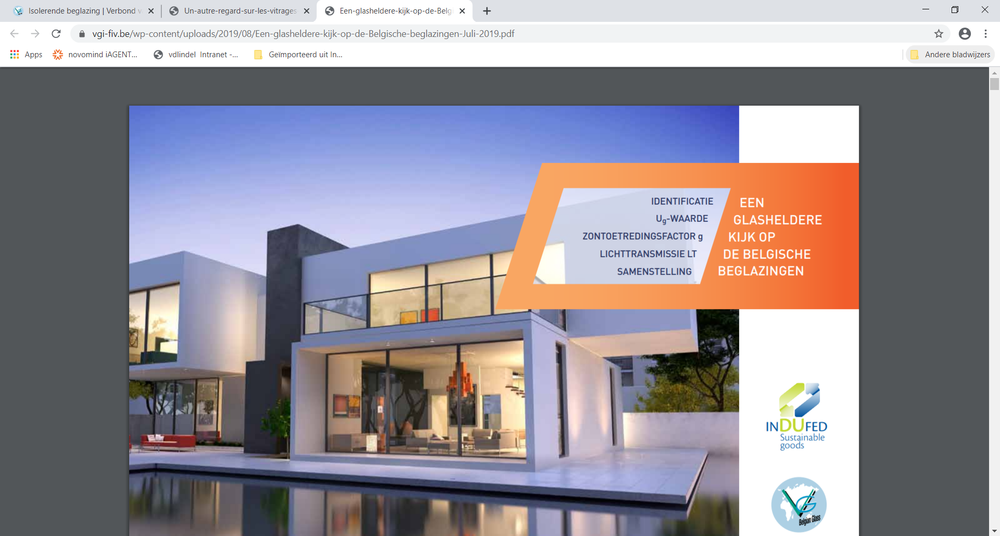 Isolerende beglazing | Verbond v
Un-autre-regard-sur-les-vitrages
Een-glasheldere-kijk-op-de-Belg
vgi-fiv.be/wp-content/uploads/2019/08/Een-glasheldere-kijk-op-de-Belgische-beglazingen-Juli-2019.pdf
Apps
novomind iAGENT...
vdlindel Intranet -...
Geïmporteerd uit In...
Andere bladwijzers
IDENTIFICATIE
Ug-WAARDE
ZONTOETREDINGSFACTOR g
LICHTTRANSMISSIE LT
SAMENSTELLING
EEN
GLASHELDERE
KIJK OP
DE BELGISCHE
BEGLAZINGEN
INDUFED
Sustainable
goods
VG
Belgian Glass